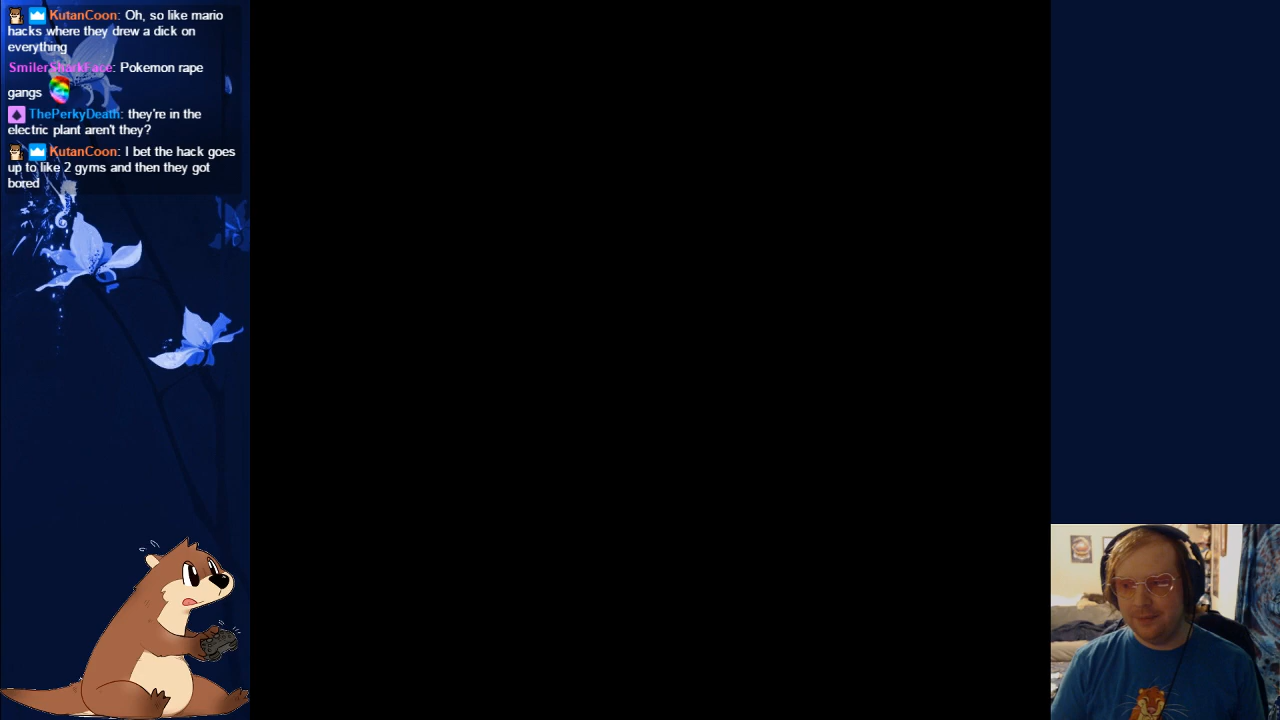 KutanCoon: Oh, so like mario
hacks where they drew a dick on
everything
SmilerSharkFace: Pokemon rape
gangs
ThePerkyDeath: they're in the
electric plant aren't they?
KutanCoon: I bet the hack goes
up to like 2 gyms and then they got
bored